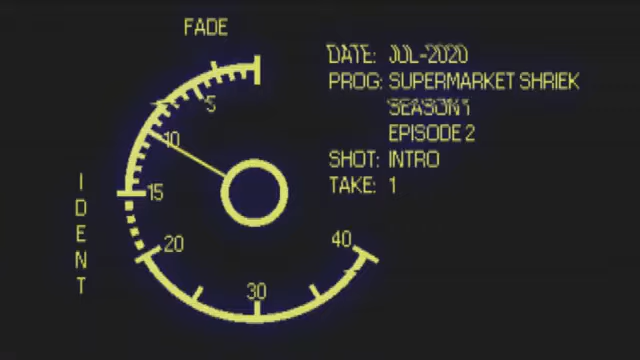 FADE
DATE: JUL-2020
PROG: SUPERMARKET SHRIEK
SEASON 1
EPISODE 2
SHOT: INTRO
TAKE: 1
5
10
15
20
30
40
IDENT